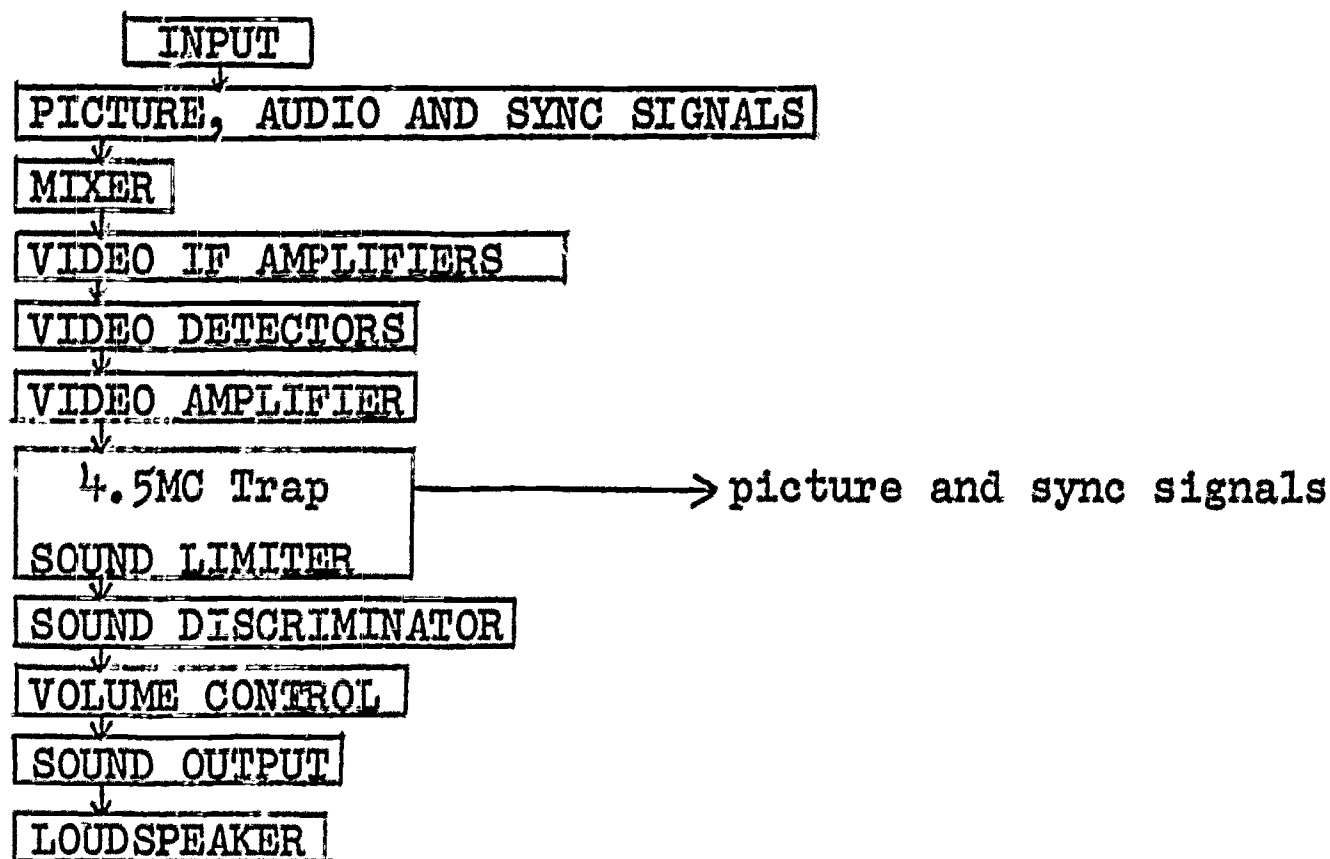 INPUT
PICTURE, AUDIO AND SYNC SIGNALS
MIXER
VIDEO IF AMPLIFIERS
VIDEO DETECTORS
VIDEO AMPLIFIER
4.5MC Trap
picture and sync signals
SOUND LIMITER
SOUND DISCRIMINATOR
VOLUME CONTROL
SOUND OUTPUT
LOUDSPEAKER